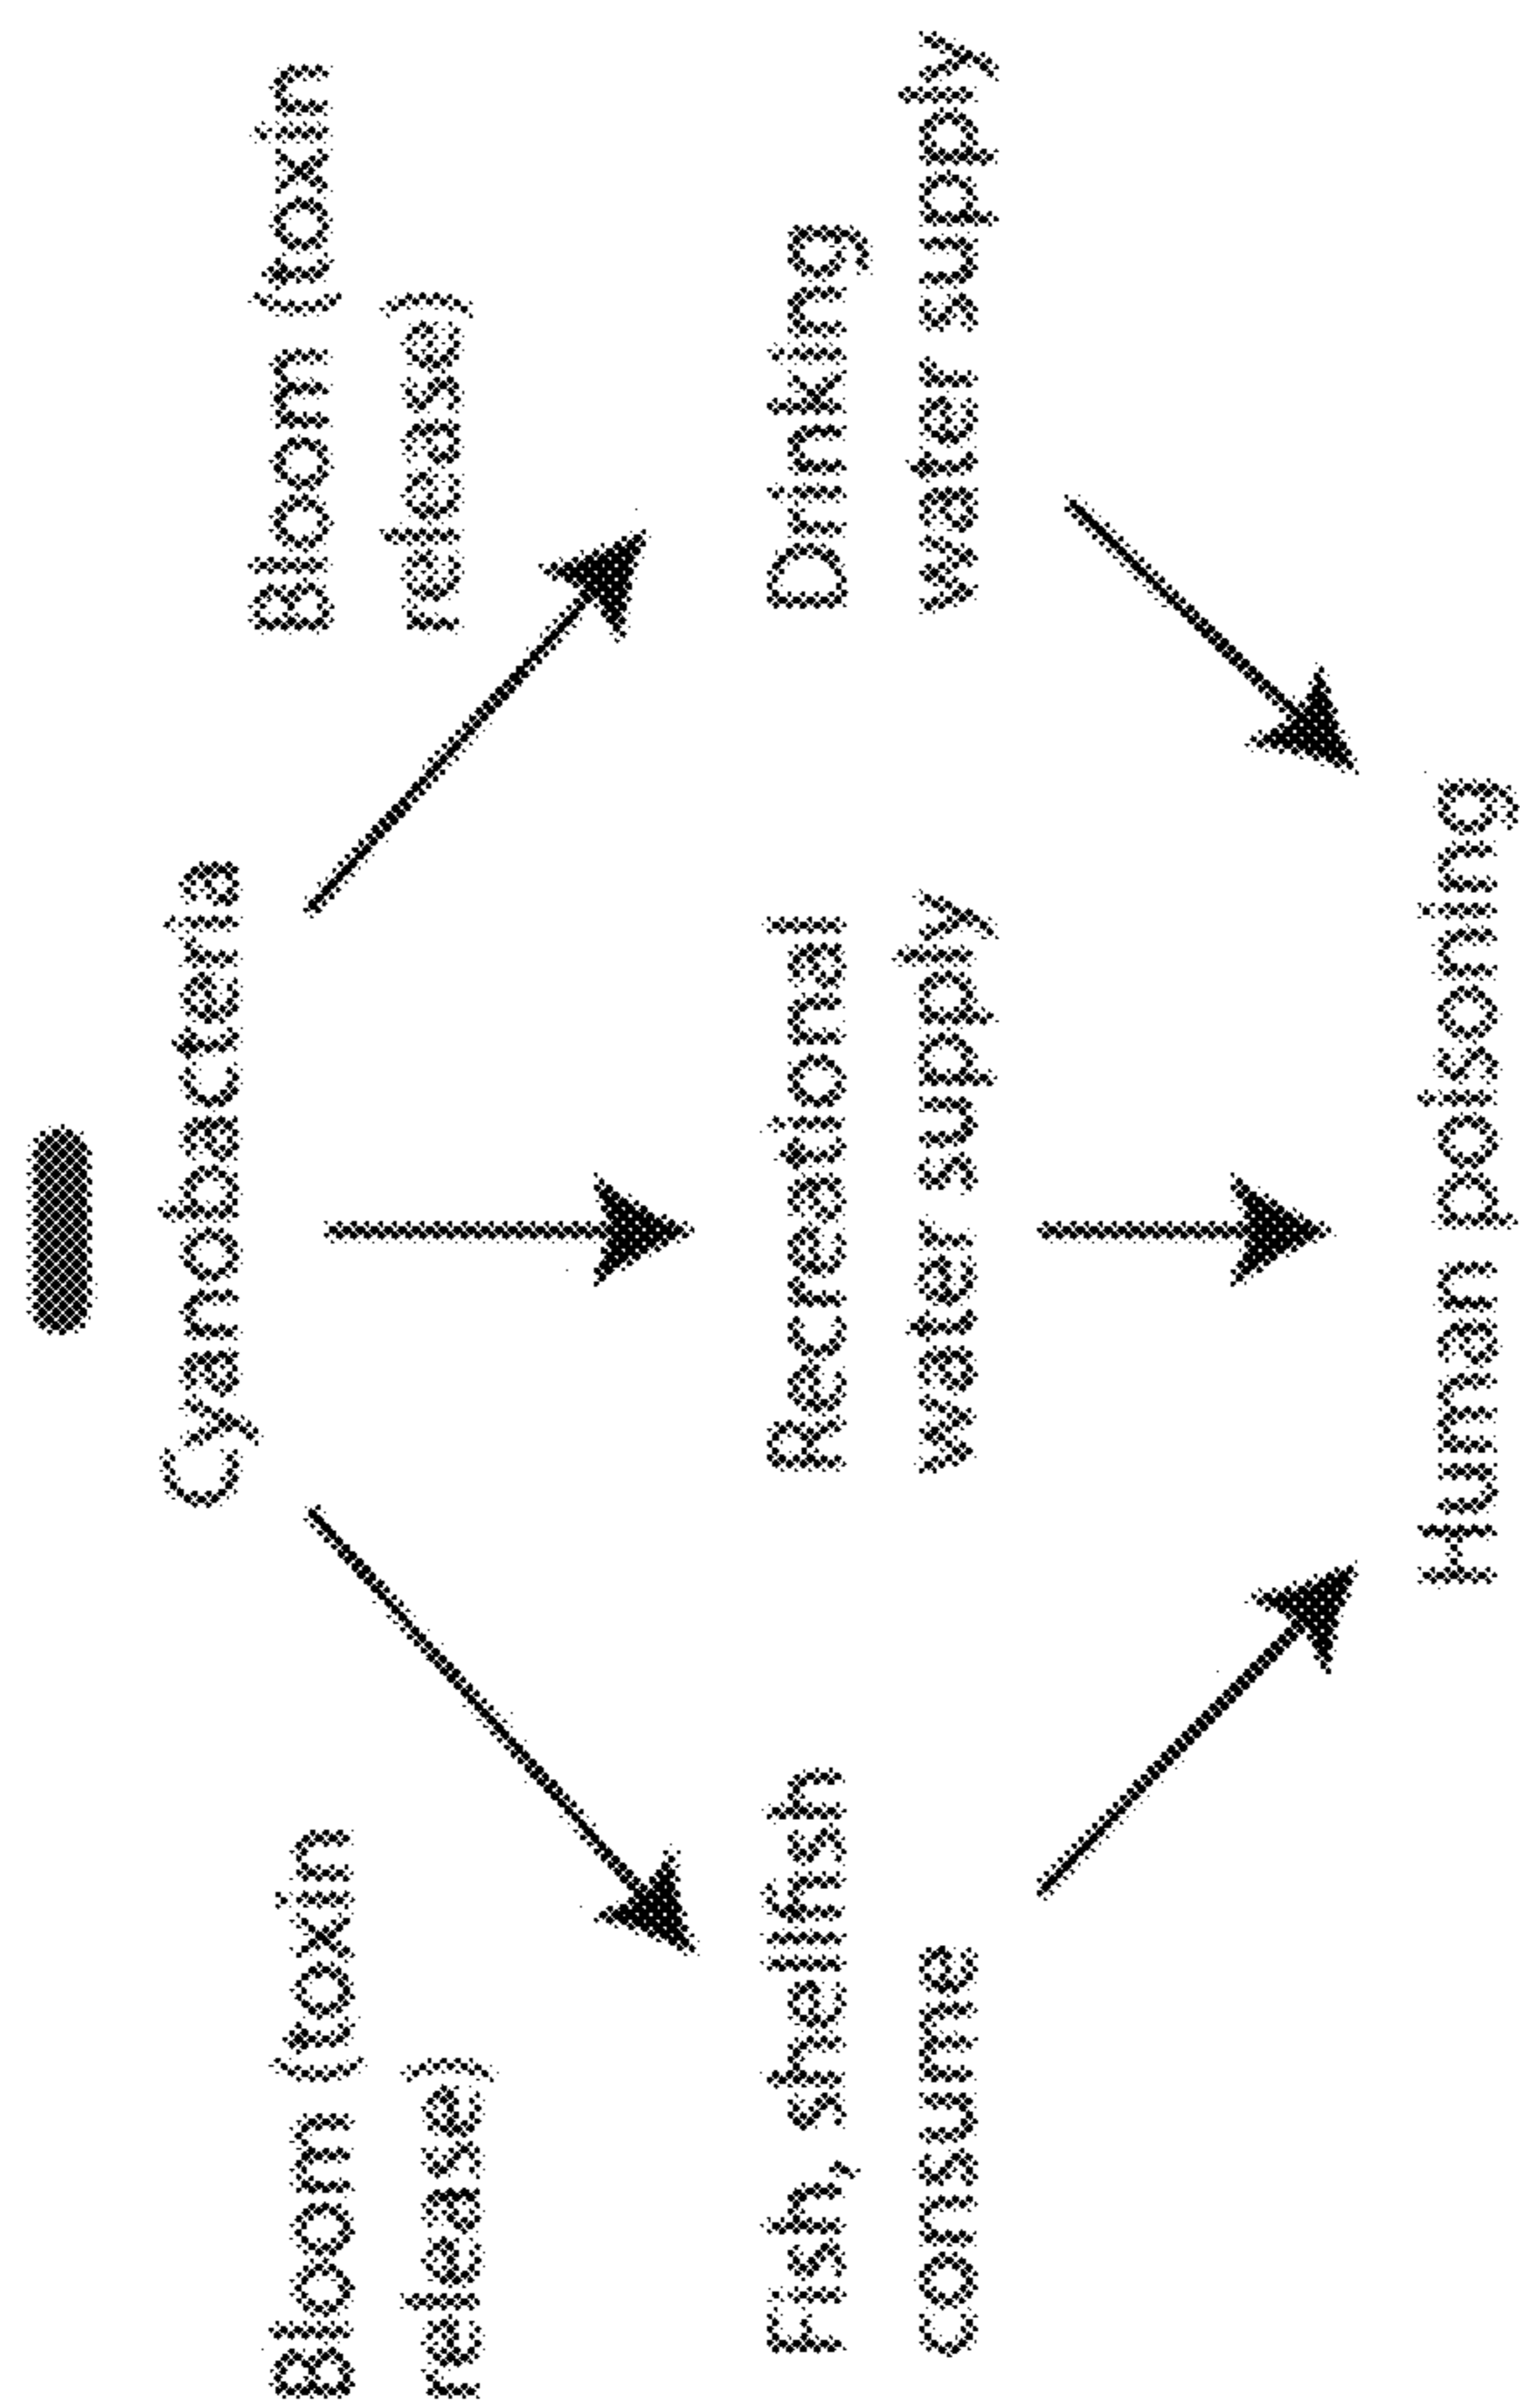 Cyanobacteria
Bloom (toxin
release)
Bloom (toxin
release)
Fish, shellfish
consume
Recreational
water supply
Drinking
water supply
Human poisoning